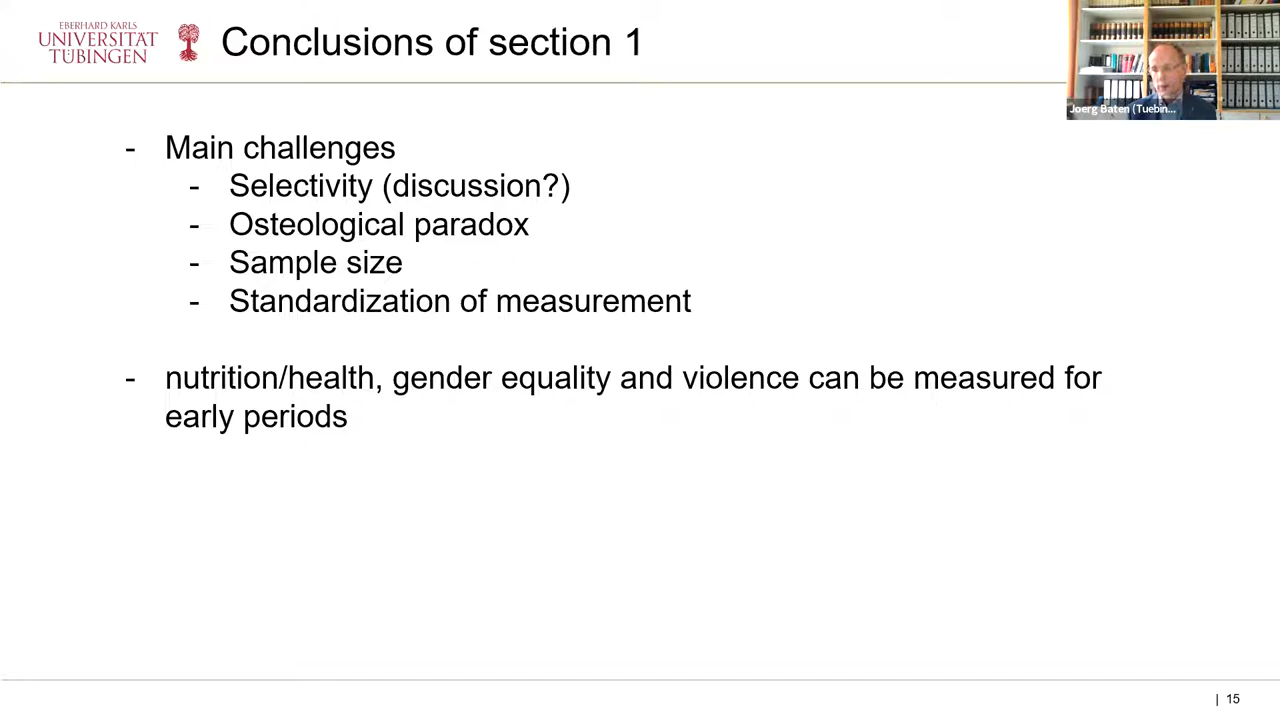 EBERHARD KARLS
UNIVERSITÄT
TÜBINGEN
Conclusions of section 1
Joerg Baten (Tuebin...
- Main challenges
- Selectivity (discussion?)
- Osteological paradox
- Sample size
- Standardization of measurement
- nutrition/health, gender equality and violence can be measured for
early periods
| 15